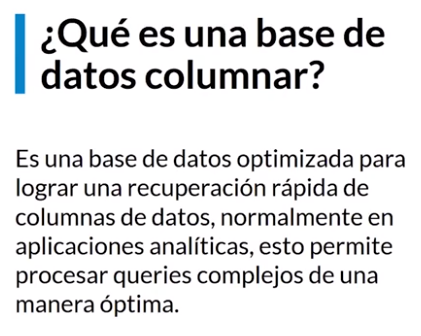 ¿Qué es una base de
datos columnar?
Es una base de datos optimizada para
lograr una recuperación rápida de
columnas de datos, normalmente en
aplicaciones analíticas, esto permite
procesar queries complejos de una
manera óptima.